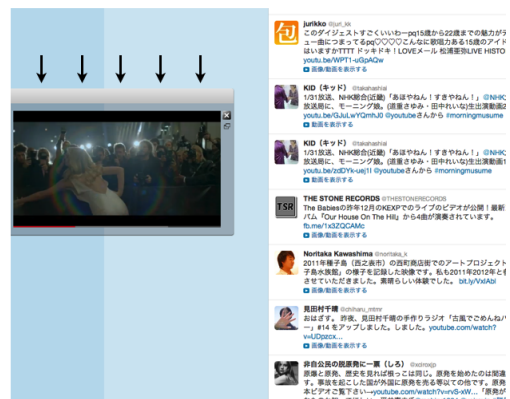 包
jurikko @juri_kk
このダイジェストすごくいいわーpq15歳から22歳までの魅力が
ュー曲につまってるpq♡♡♡♡こんなに歌唱力ある15歳のアイド
はいますかTTTT ドッキドキ！LOVEメール 松浦亜弥LIVE HISTO
youtu.be/WPT1-uGpAQw
画像/動画を表示する
KID（キッド） @takahashiai
1/31放送、NHK総合(近畿)「あほやねん！すきやねん！」@NHK
放送局に、モーニング娘。(道重さゆみ・田中れいな)生出演動画
youtu.be/GJuLwYQmhJ0 @youtubeさんから #morningmusume
動画を表示する
KID（キッド） @takahashiai
1/31放送、NHK総合(近畿)「あほやねん！すきやねん！」@NHK
放送局に、モーニング娘。(道重さゆみ・田中れいな)生出演動画
youtu.be/zdDYk-uej1I @youtubeさんから #morningmusume
動画を表示する
TSR
THE STONE RECORDS @THESTONERECORDS
The Babiesの昨年12月のKEXPでのライブのビデオが公開！最新
バム『Our House On The Hill』から4曲が演奏されています。
fb.me/1x3ZQCAMc
画像/動画を表示する
Noritaka Kawashima @noritaka_k
2011年種子島（西之表市）の西町商店街でのアートプロジェクト
子島水族館』の様子を記録した映像です。私も2011年2012年と
させていただきました。素晴らしい体験でした。 bit.ly/VxIAbI
画像/動画を表示する
見田村千晴 @chiharu_mtmr
おはざす。 昨夜、見田村千晴の手作りラジオ「古風でごめんね
ー」#14 をアップしました。しました。youtube.com/watch?
v=UDpzcx...
画像/動画を表示する
非自公民の脱原発に一票（しろ） @xciroxjp
原爆と原発、歴史を見れば根っこは同じ。原発を始めたのは間違
す。事故を起こした国が外国に原発を売る等以ての他です。原発
本ビデオご覧下さい→youtube.com/watch?v=rvS-xW...「原発が